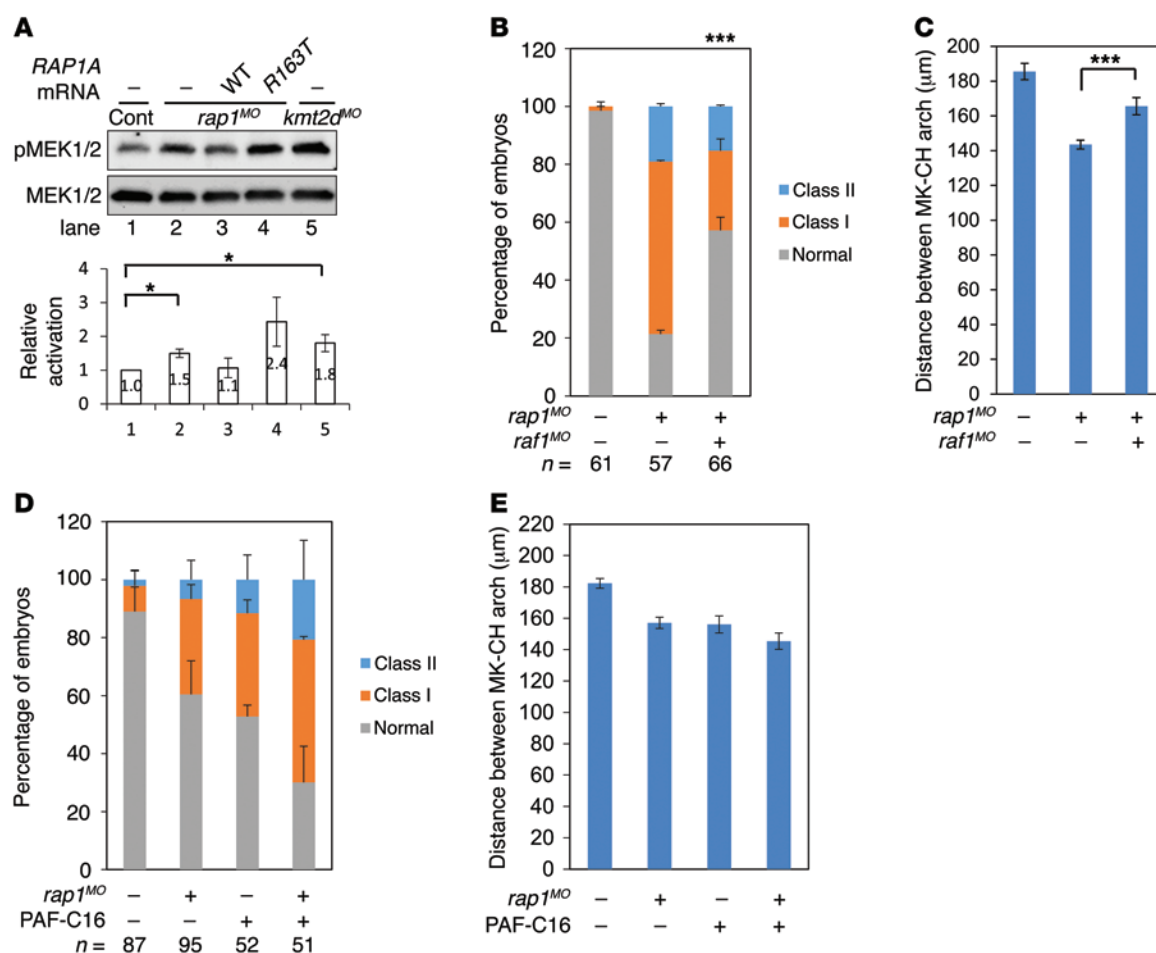 A
RAP1A mRNA
– – WT R163T –
Cont rap1MO kmt2dMO
pMEK1/2
MEK1/2
lane 1 2 3 4 5
* *
Relative activation
4
3
2
1
0
1.0 1.5 1.1 2.4 1.8
1 2 3 4 5
B
***
Percentage of embryos
120
100
80
60
40
20
0
Class II
Class I
Normal
rap1MO – + +
raf1MO – – +
n = 61 57 66
C
***
Distance between MK-CH arch (μm)
200
180
160
140
120
100
80
60
40
20
0
rap1MO – + +
raf1MO – – +
D
Percentage of embryos
120
100
80
60
40
20
0
Class II
Class I
Normal
rap1MO – + – +
PAF-C16 – – + +
n = 87 95 52 51
E
Distance between MK-CH arch (μm)
220
200
180
160
140
120
100
80
60
40
20
0
rap1MO – + – +
PAF-C16 – – + +